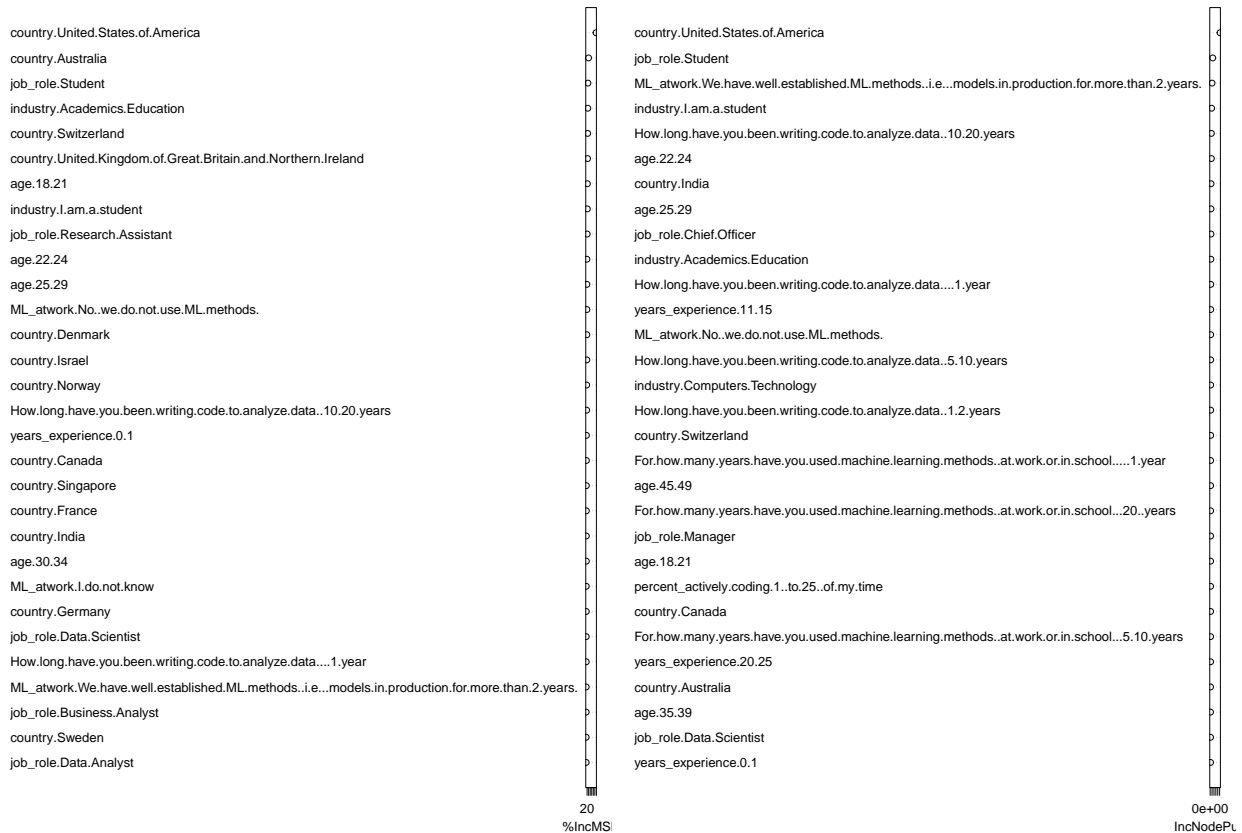 country.United.States.of.America
country.Australia
job_role.Student
industry.Academics.Education
country.Switzerland
country.United.Kingdom.of.Great.Britain.and.Northern.Ireland
age.18.21
industry.I.am.a.student
job_role.Research.Assistant
age.22.24
age.25.29
ML_atwork.No..we.do.not.use.ML.methods.
country.Denmark
country.Israel
country.Norway
How.long.have.you.been.writing.code.to.analyze.data..10.20.years
years_experience.0.1
country.Canada
country.Singapore
country.France
country.India
age.30.34
ML_atwork.I.do.not.know
country.Germany
job_role.Data.Scientist
How.long.have.you.been.writing.code.to.analyze.data....1.year
ML_atwork.We.have.well.established.ML.methods..i.e...models.in.production.for.more.than.2.years.
job_role.Business.Analyst
country.Sweden
job_role.Data.Analyst
20
%IncMS
country.United.States.of.America
job_role.Student
ML_atwork.We.have.well.established.ML.methods..i.e...models.in.production.for.more.than.2.years.
industry.I.am.a.student
How.long.have.you.been.writing.code.to.analyze.data..10.20.years
age.22.24
country.India
age.25.29
job_role.Chief.Officer
industry.Academics.Education
How.long.have.you.been.writing.code.to.analyze.data....1.year
years_experience.11.15
ML_atwork.No..we.do.not.use.ML.methods.
How.long.have.you.been.writing.code.to.analyze.data..5.10.years
industry.Computers.Technology
How.long.have.you.been.writing.code.to.analyze.data..1.2.years
country.Switzerland
For.how.many.years.have.you.used.machine.learning.methods..at.work.or.in.school.....1.year
age.45.49
For.how.many.years.have.you.used.machine.learning.methods..at.work.or.in.school...20..years
job_role.Manager
age.18.21
percent_actively.coding.1..to.25..of.my.time
country.Canada
For.how.many.years.have.you.used.machine.learning.methods..at.work.or.in.school...5.10.years
years_experience.20.25
country.Australia
age.35.39
job_role.Data.Scientist
years_experience.0.1
0e+00
IncNodePu